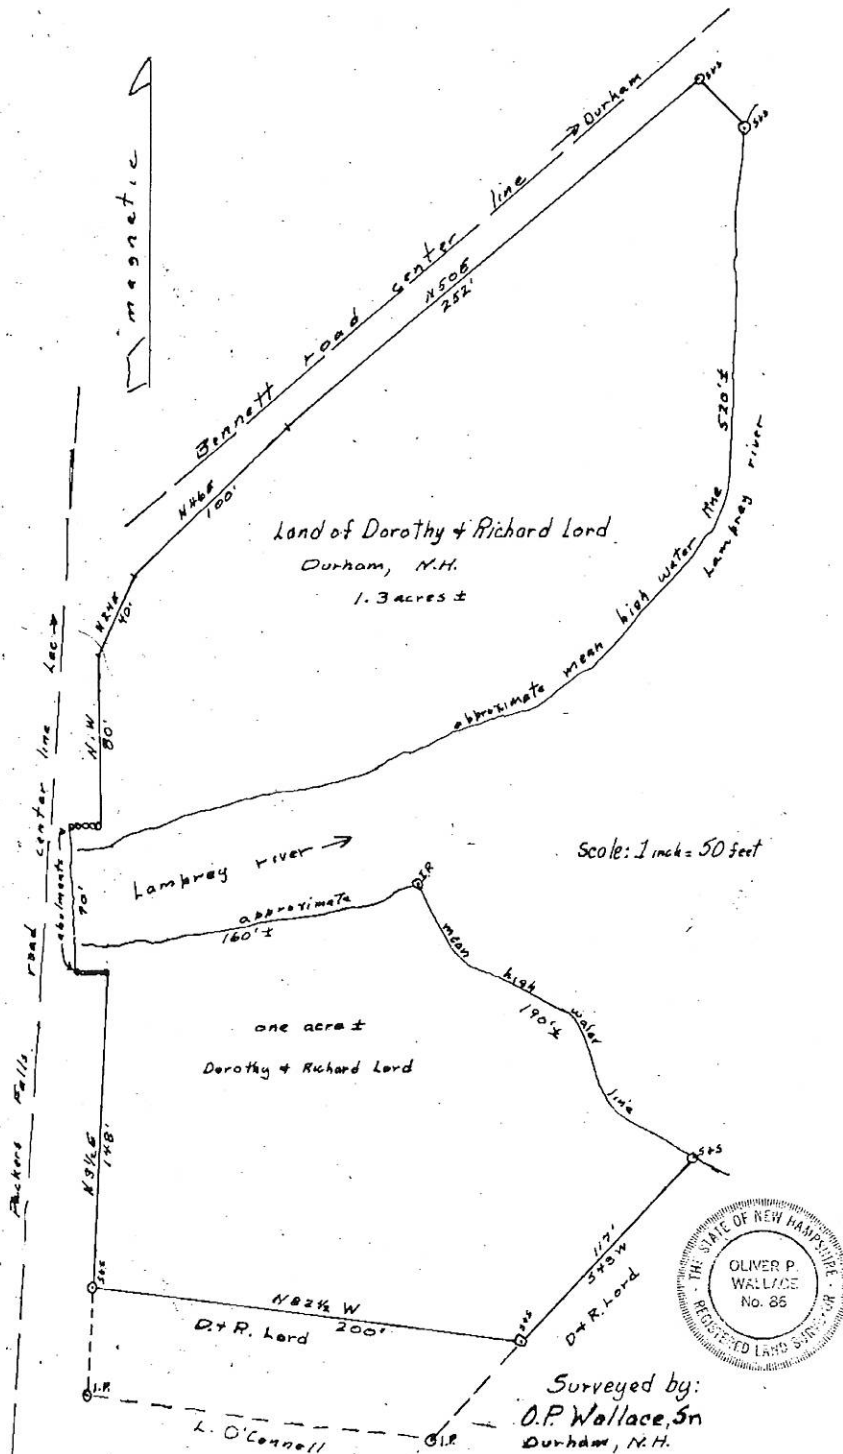 magnetic
→ Durham
Bennett road center line
S+S
S+S
N50E
252'
N46E
100'
N24E
40'
N1W
80'
520'±
Lamprey river
approximate mean high water line
Land of Dorothy & Richard Lord
Durham, N.H.
1.3 acres ±
Packers Falls road center line Lee →
abutments
70'
Lamprey river →
Scale: 1 inch = 50 feet
I.P.
approximate
160'±
mean high water line
190'±
one acre ±
Dorothy & Richard Lord
N3½E
148'
S+S
S+S
117'
S43W
D+R. Lord
S+S
N82½W
200'
D.+R. Lord
I.P.
L. O'Connell
I.P.
THE STATE OF NEW HAMPSHIRE
OLIVER P.
WALLACE
No. 86
REGISTERED LAND SURVEYOR
Surveyed by:
O.P. Wallace, Sr.
Durham, N.H.